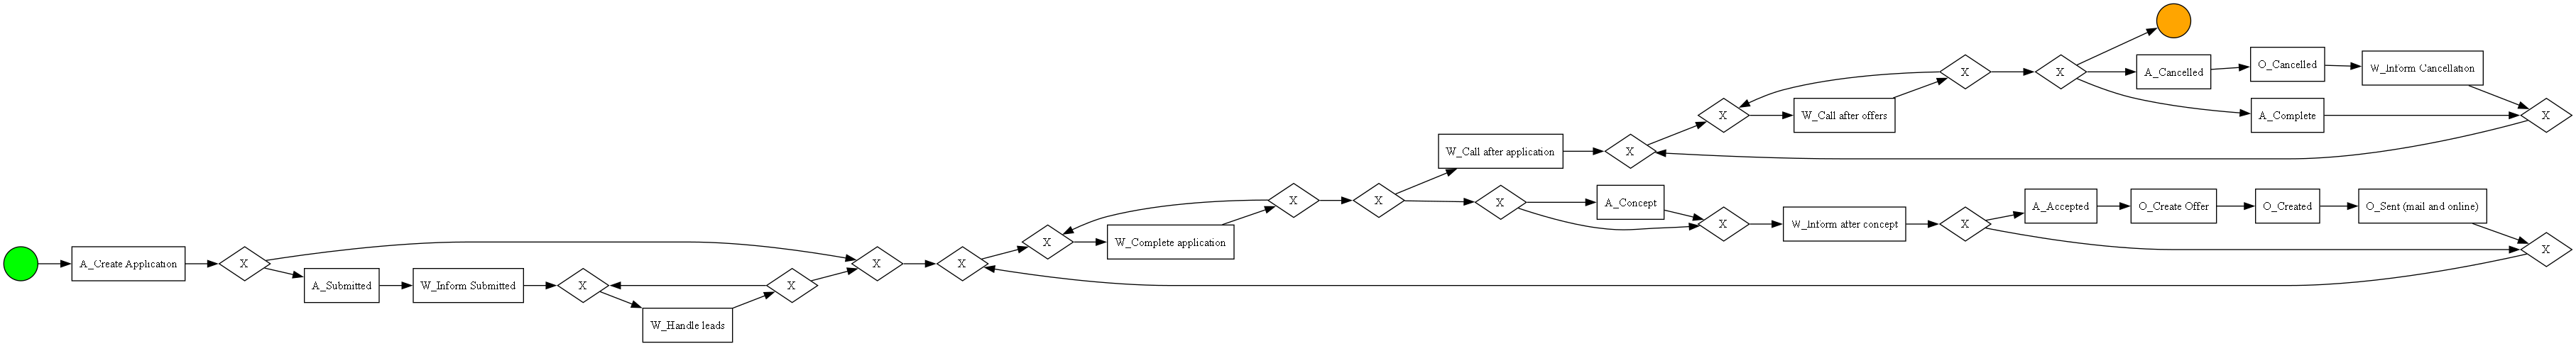 X
X
A_Cancelled
O_Cancelled
W_Inform Cancellation
X
W_Call after offers
A_Complete
X
W_Call after application
X
X
X
X
A_Concept
X
W_Inform after concept
X
A_Accepted
O_Create Offer
O_Created
O_Sent (mail and online)
X
X
W_Complete application
A_Create Application
X
X
X
A_Submitted
W_Inform Submitted
X
X
W_Handle leads